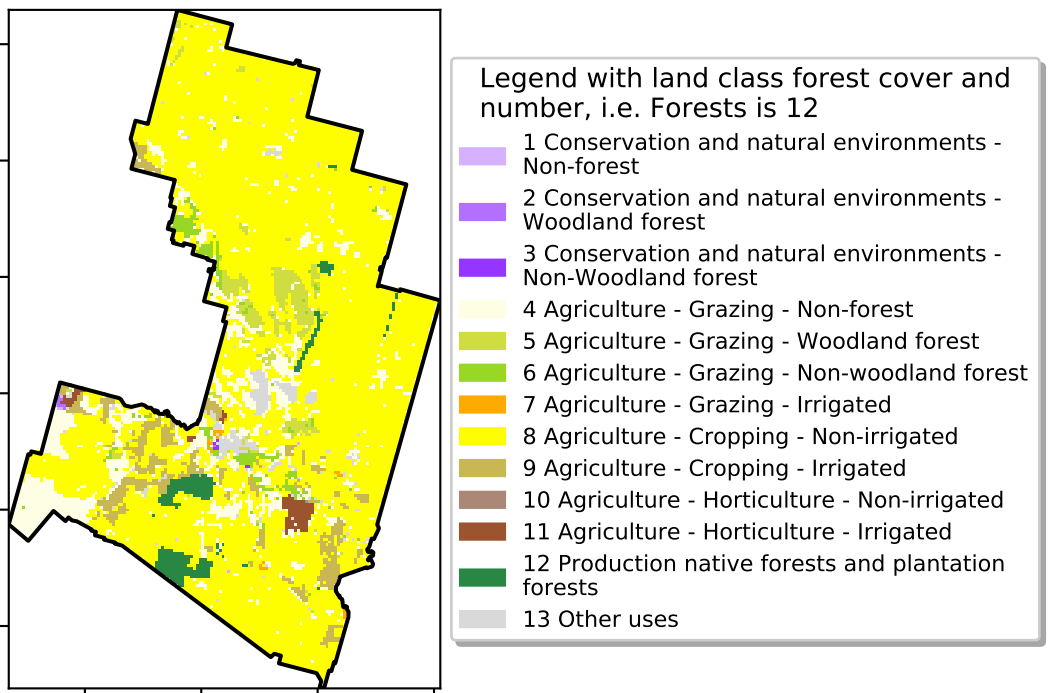 Legend with land class forest cover and
number, i.e. Forests is 12
1 Conservation and natural environments -
Non-forest
2 Conservation and natural environments -
Woodland forest
3 Conservation and natural environments -
Non-Woodland forest
4 Agriculture - Grazing - Non-forest
5 Agriculture - Grazing - Woodland forest
6 Agriculture - Grazing - Non-woodland forest
7 Agriculture - Grazing - Irrigated
8 Agriculture - Cropping - Non-irrigated
9 Agriculture - Cropping - Irrigated
10 Agriculture - Horticulture - Non-irrigated
11 Agriculture - Horticulture - Irrigated
12 Production native forests and plantation
forests
13 Other uses